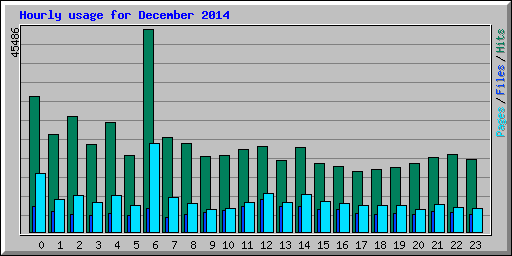 Hourly usage for December 2014
45486
Pages / Files / Hits
0 1 2 3 4 5 6 7 8 9 10 11 12 13 14 15 16 17 18 19 20 21 22 23